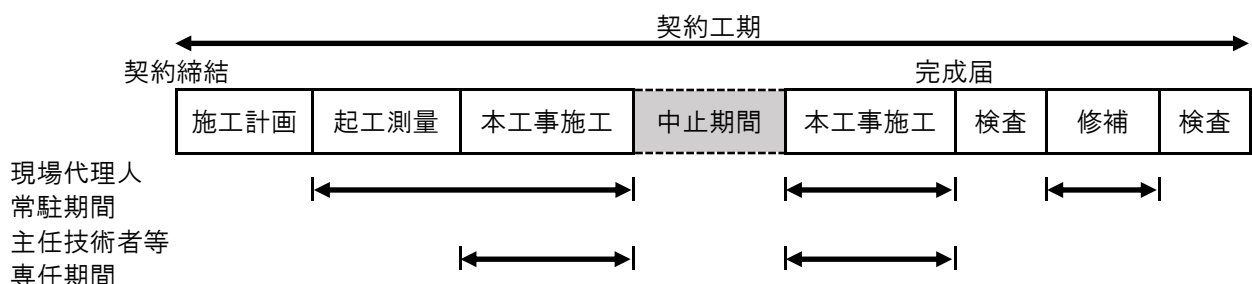 契約工期
契約締結
完成届
施工計画 起工測量 本工事施工 中止期間 本工事施工 検査 修補 検査
現場代理人
常駐期間
主任技術者等
専任期間